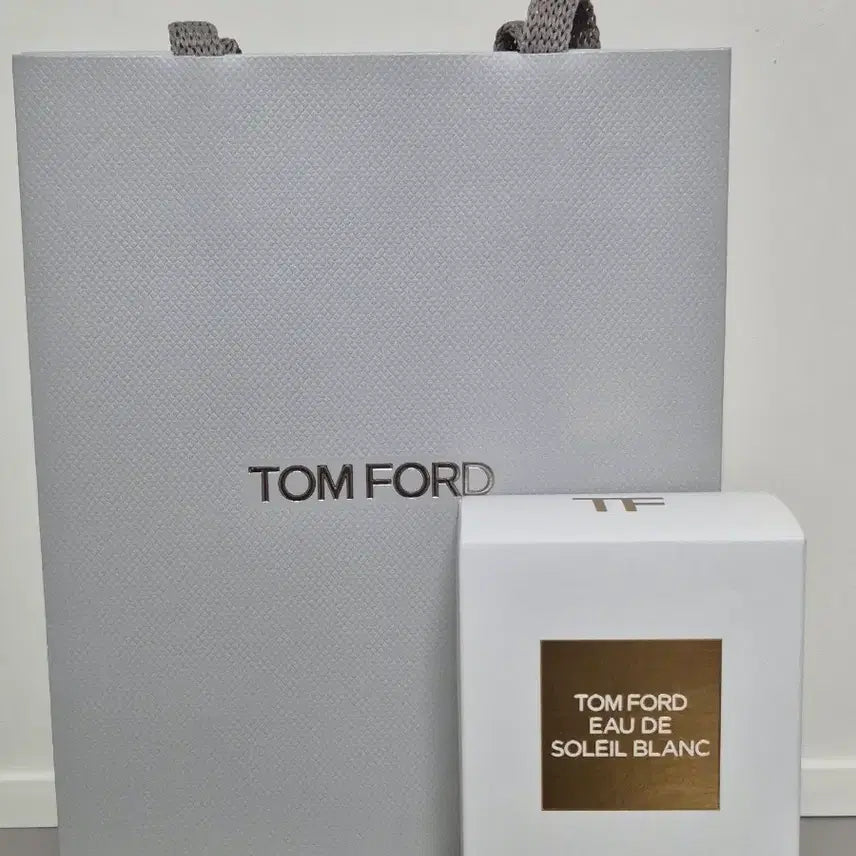 TOM FORD
TF
TOM FORD
EAU DE
SOLEIL BLANC